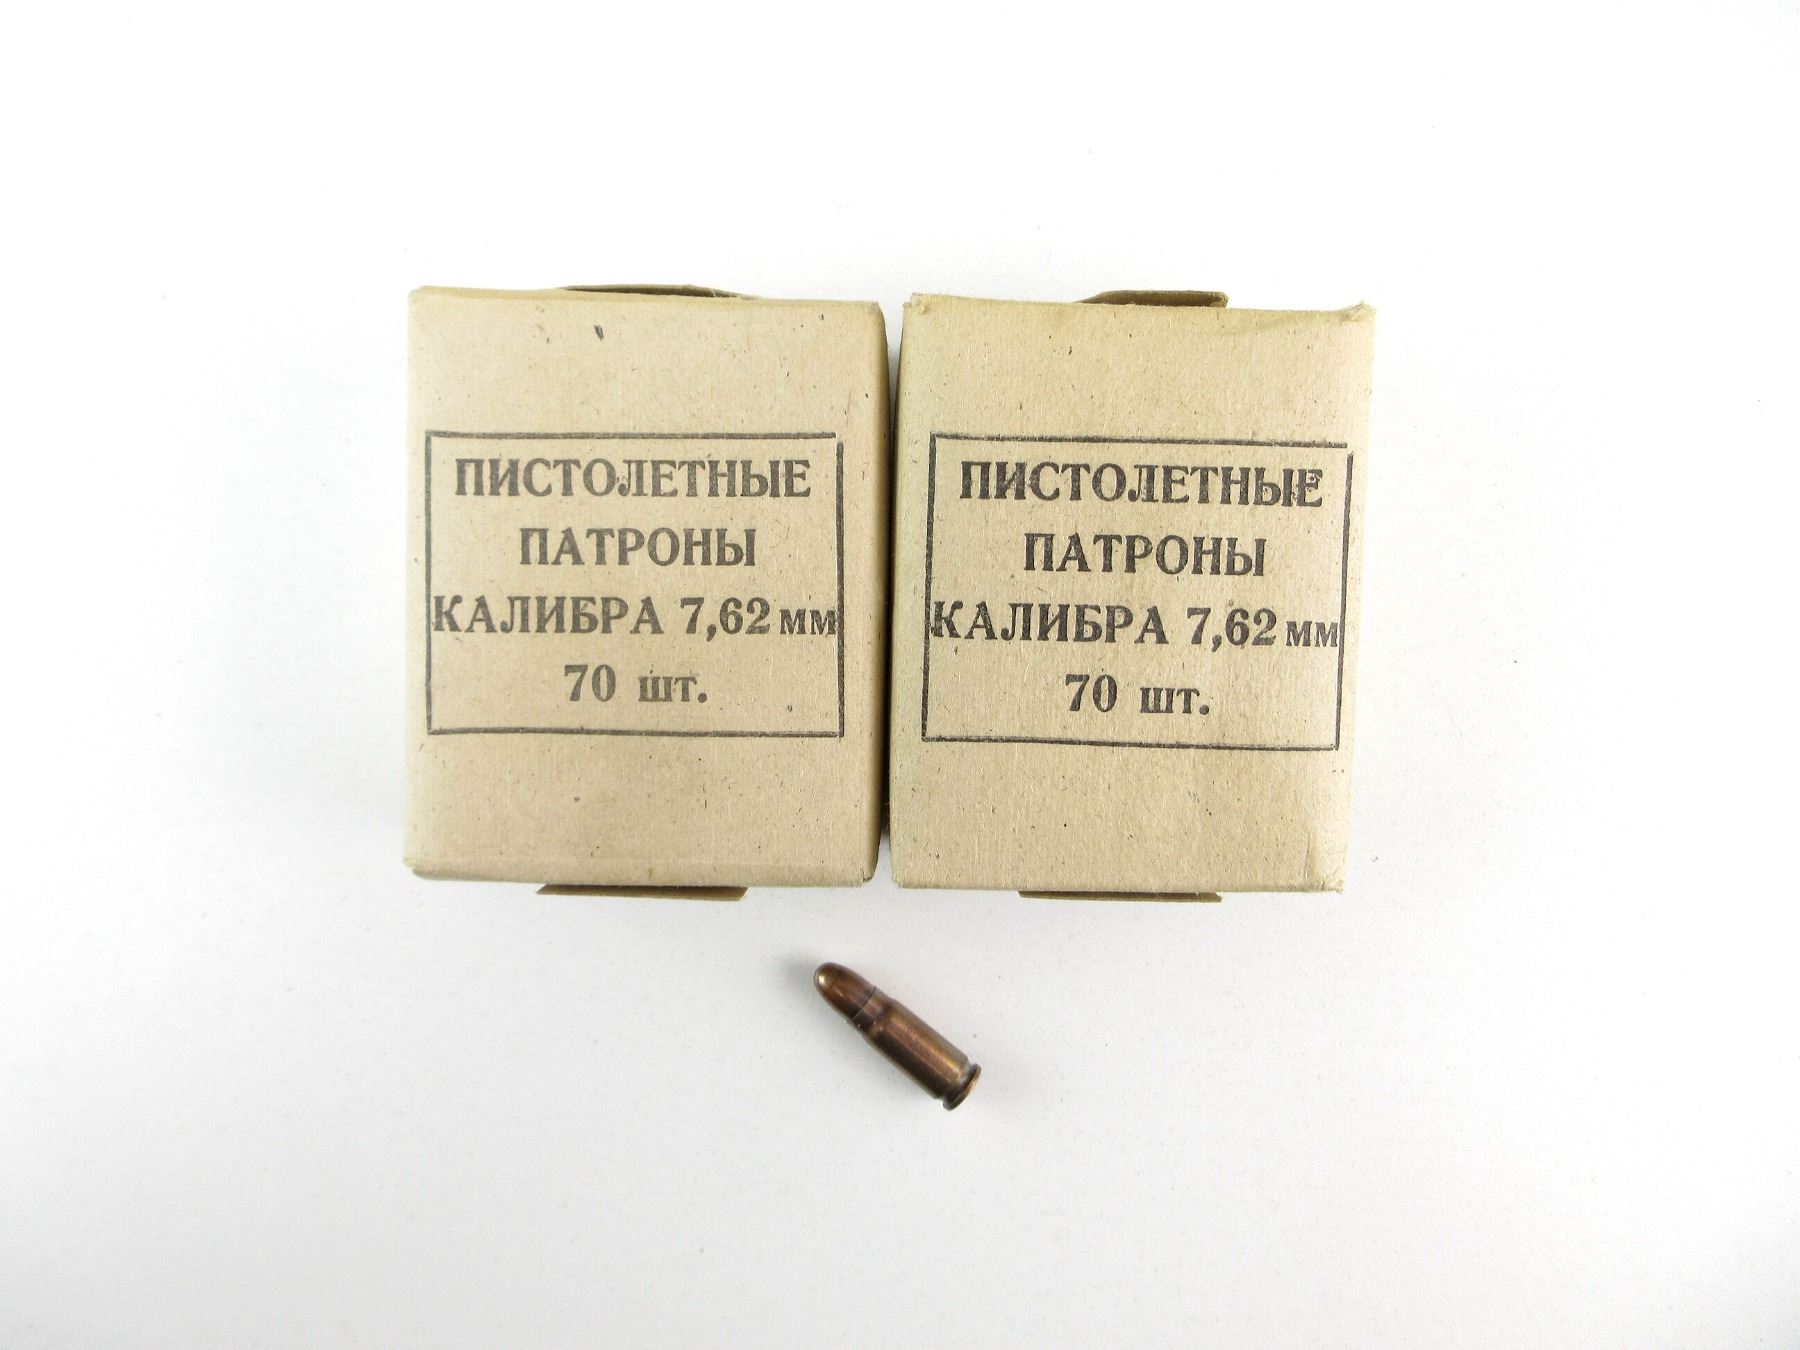 ПИСТОЛЕТНЫЕ
ПАТРОНЫ
КАЛИБРА 7,62 мм
70 шт.
ПИСТОЛЕТНЫЕ
ПАТРОНЫ
КАЛИБРА 7,62 мм
70 шт.